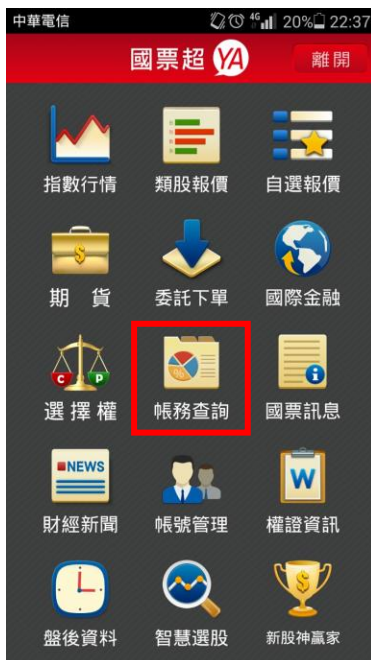 中華電信 4G 20% 22:37
國票超 YA 離開
指數行情 類股報價 自選報價
$
期 貨 委託下單 國際金融
C P % i
選擇權 帳務查詢 國票訊息
NEWS W
財經新聞 帳號管理 權證資訊
盤後資料 智慧選股 新股神贏家